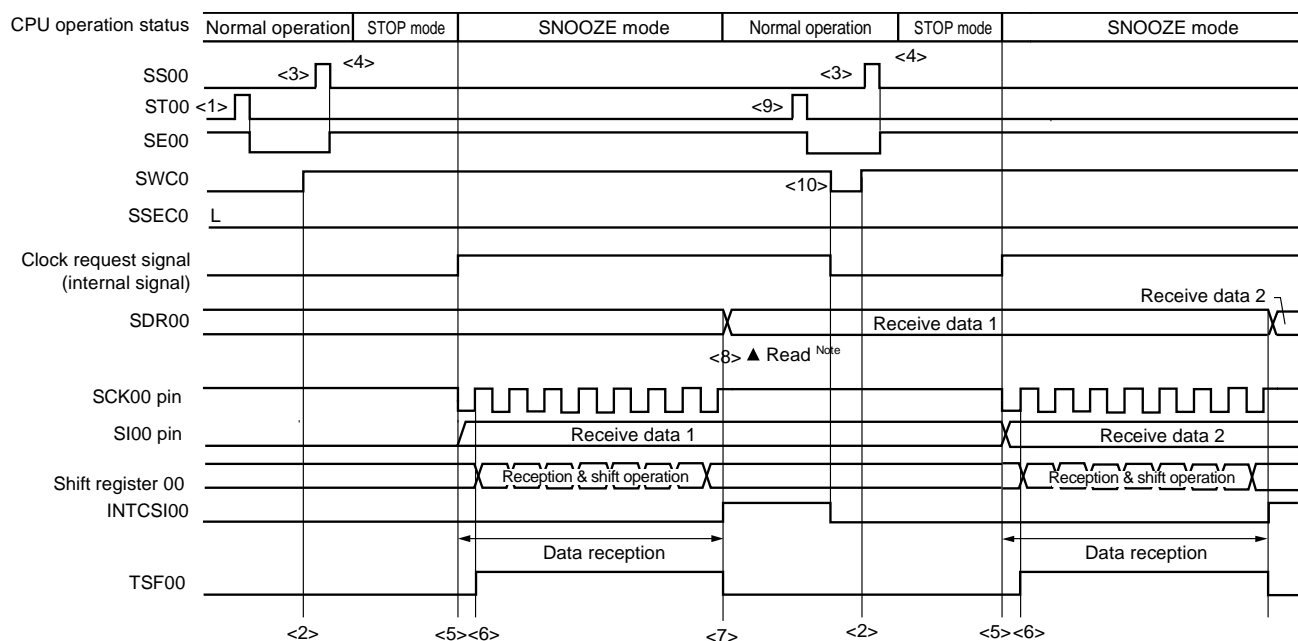 CPU operation status Normal operation STOP mode SNOOZE mode Normal operation STOP mode SNOOZE mode
<4> <4>
SS00 <3> <3>
ST00 <1> <9>
SE00
SWC0 <10>
SSEC0 L
Clock request signal
(internal signal)
Receive data 2
SDR00 Receive data 1
<8> ▲ Read Note
SCK00 pin
SI00 pin Receive data 1 Receive data 2
Shift register 00 Reception & shift operation Reception & shift operation
INTCSI00
Data reception Data reception
TSF00
<2> <5><6> <7> <2> <5><6>